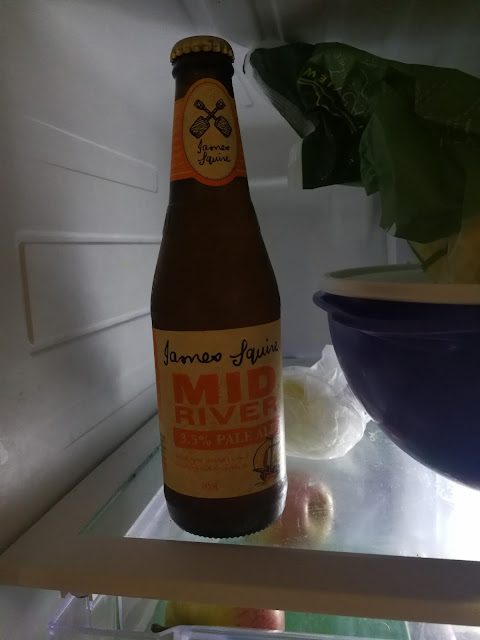 James
Squire
James Squire
MID
RIVER
3.5% PALE ALE